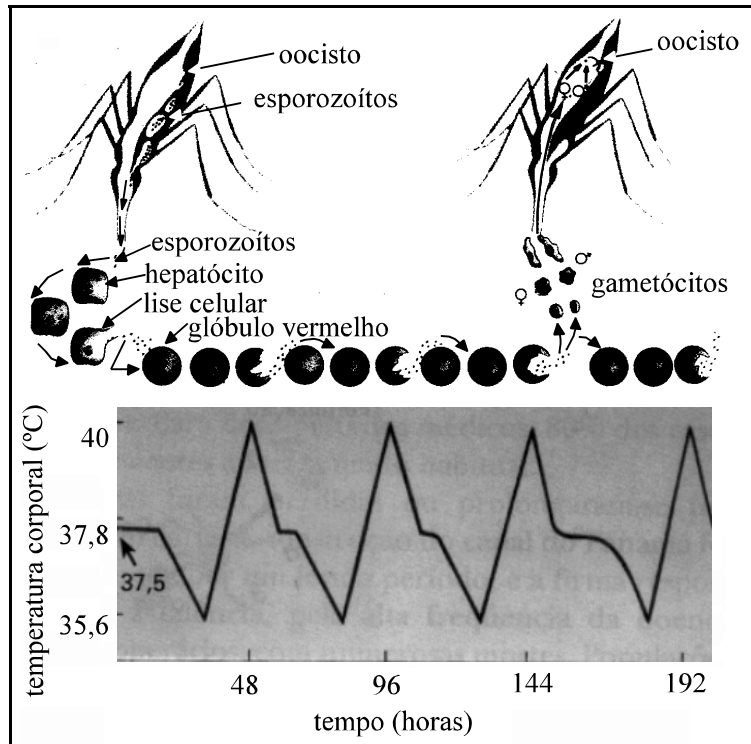 oocisto
esporozoítos
oocisto
esporozoítos
hepatócito
lise celular
glóbulo vermelho
♂
♀
gametócitos
temperatura corporal (ºC)
40
37,8
37,5
35,6
48
96
144
192
tempo (horas)